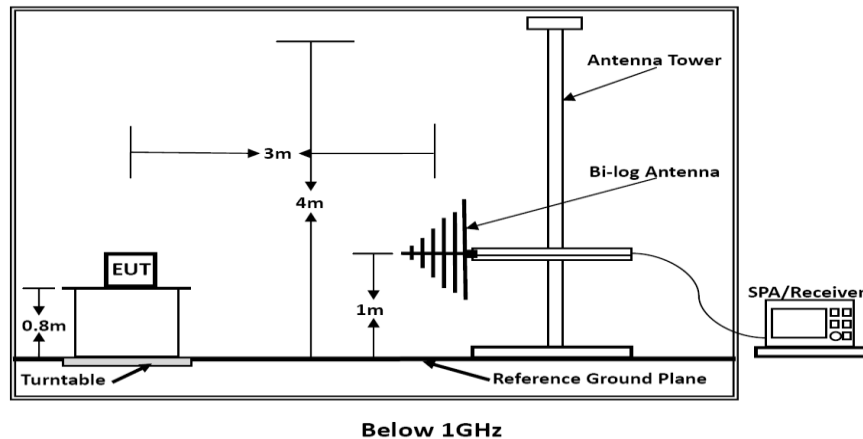 Antenna Tower
3m
Bi-log Antenna
4m
EUT
SPA/Receiver
0.8m
1m
Turntable
Reference Ground Plane
Below 1GHz